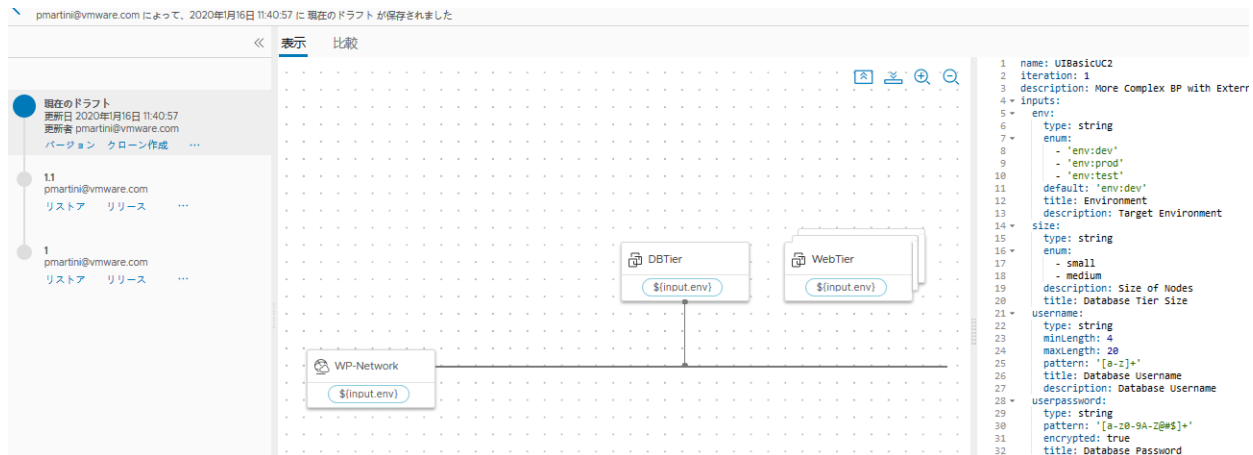 pmartini@vmware.com によって、2020年1月16日 11:40:57 に 現在のドラフト が保存されました
表示 比較
現在のドラフト
更新日 2020年1月16日 11:40:57
更新者 pmartini@vmware.com
バージョン クローン作成 ...
1.1
pmartini@vmware.com
リストア リリース ...
1
pmartini@vmware.com
リストア リリース ...
DBTier
${input.env}
WebTier
${input.env}
WP-Network
${input.env}
1 name: UIBasicUC2
2 iteration: 1
3 description: More Complex BP with Extern
4 inputs:
5 env:
6 type: string
7 enum:
8 - 'env:dev'
9 - 'env:prod'
10 - 'env:test'
11 default: 'env:dev'
12 title: Environment
13 description: Target Environment
14 size:
15 type: string
16 enum:
17 - small
18 - medium
19 description: Size of Nodes
20 title: Database Tier Size
21 username:
22 type: string
23 minLength: 4
24 maxLength: 20
25 pattern: '[a-z]+'
26 title: Database Username
27 description: Database Username
28 userpassword:
29 type: string
30 pattern: '[a-z0-9A-Z@#$]+'
31 encrypted: true
32 title: Database Password